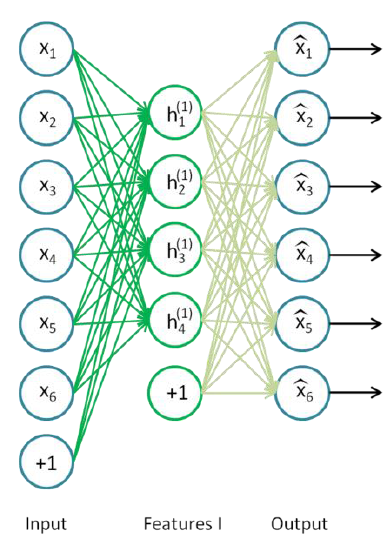 x1
x2
x3
x4
x5
x6
+1
Input
h1(1)
h2(1)
h3(1)
h4(1)
+1
Features I
x̂1
x̂2
x̂3
x̂4
x̂5
x̂6
Output